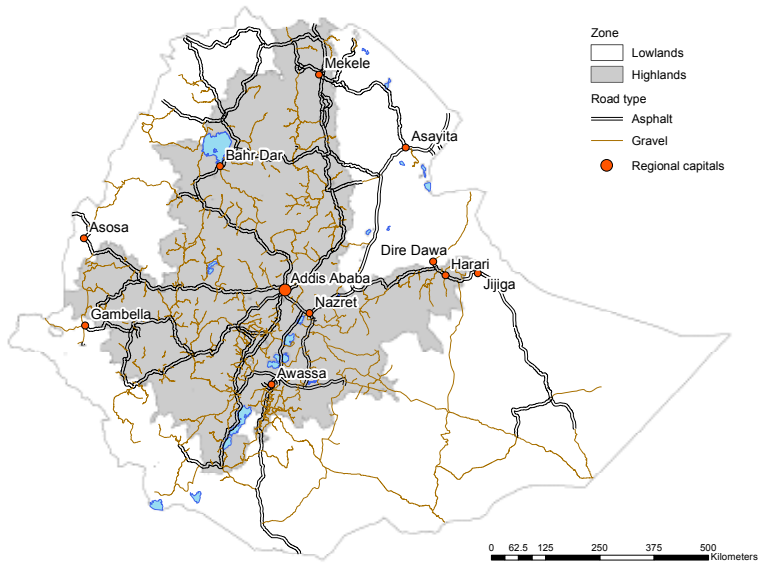 Zone
Lowlands
Highlands
Road type
Asphalt
Gravel
Regional capitals
Mekele
Asayita
Bahr Dar
Asosa
Dire Dawa
Harari
Jijiga
Addis Ababa
Nazret
Gambella
Awassa
0 62.5 125 250 375 500
Kilometers